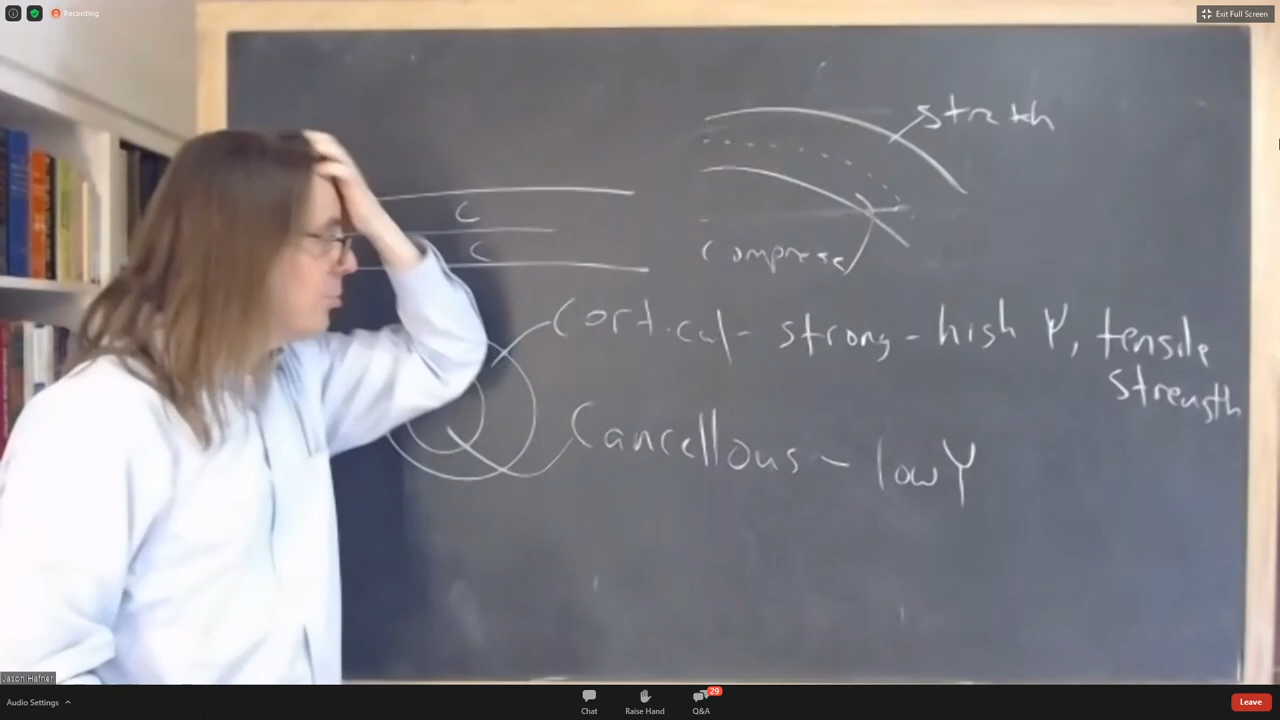 Recording
Exit Full Screen
stretch
C
C
compress
Cortical - strong - high Y, tensile
strength
Cancellous - low Y
Jason Hafner
Audio Settings
Chat
Raise Hand
29
Q&A
Leave